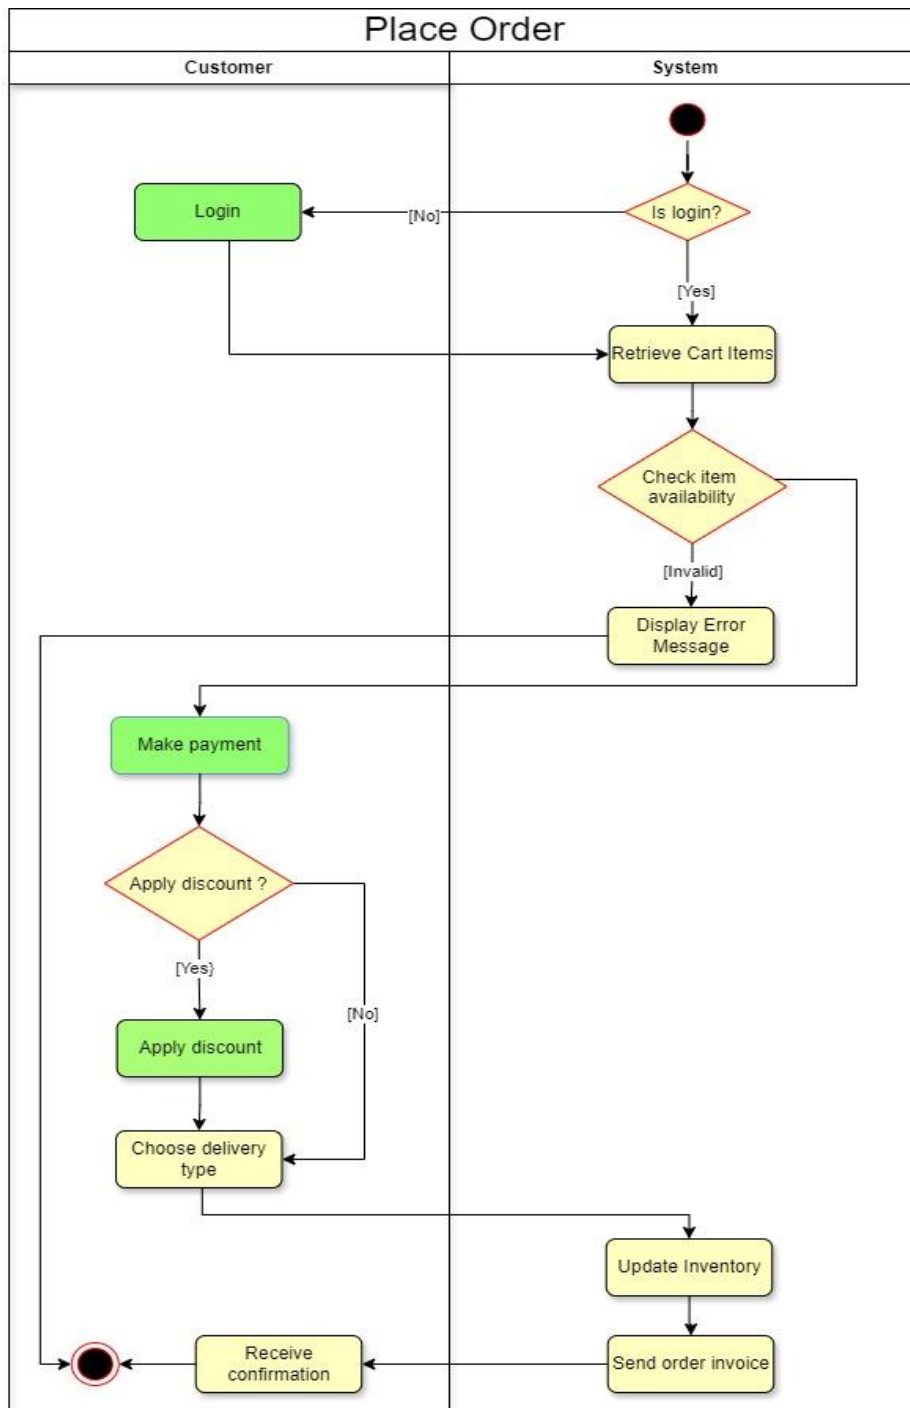 Place Order
Customer
System
Login
[No]
Is login?
[Yes]
Retrieve Cart Items
Check item
availability
[Invalid]
Display Error
Message
Make payment
Apply discount ?
[Yes}
[No]
Apply discount
Choose delivery
type
Update Inventory
Receive
confirmation
Send order invoice